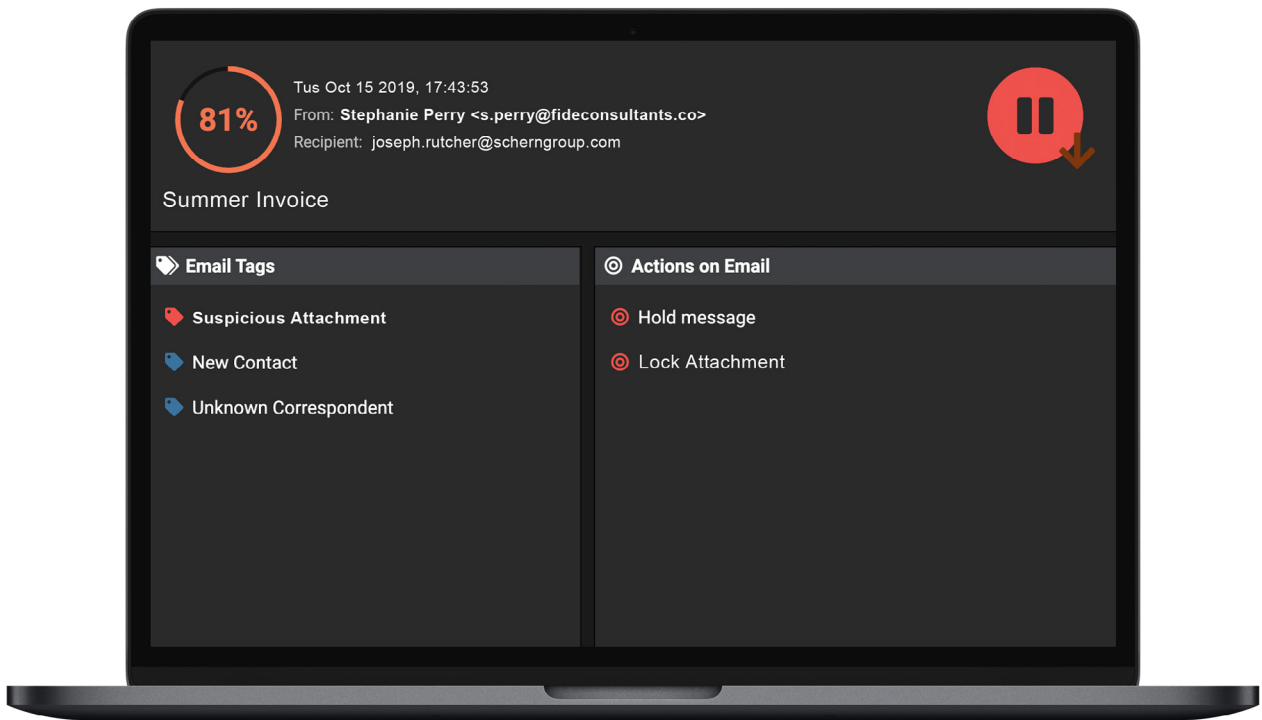 81%
Tue Oct 15 2019, 17:43:53
From: Stephanie Perry <s.perry@fideconsultants.co>
Recipient: joseph.rutcher@scherngroup.com
Summer Invoice
Email Tags
Suspicious Attachment
New Contact
Unknown Correspondent
Actions on Email
Hold message
Lock Attachment